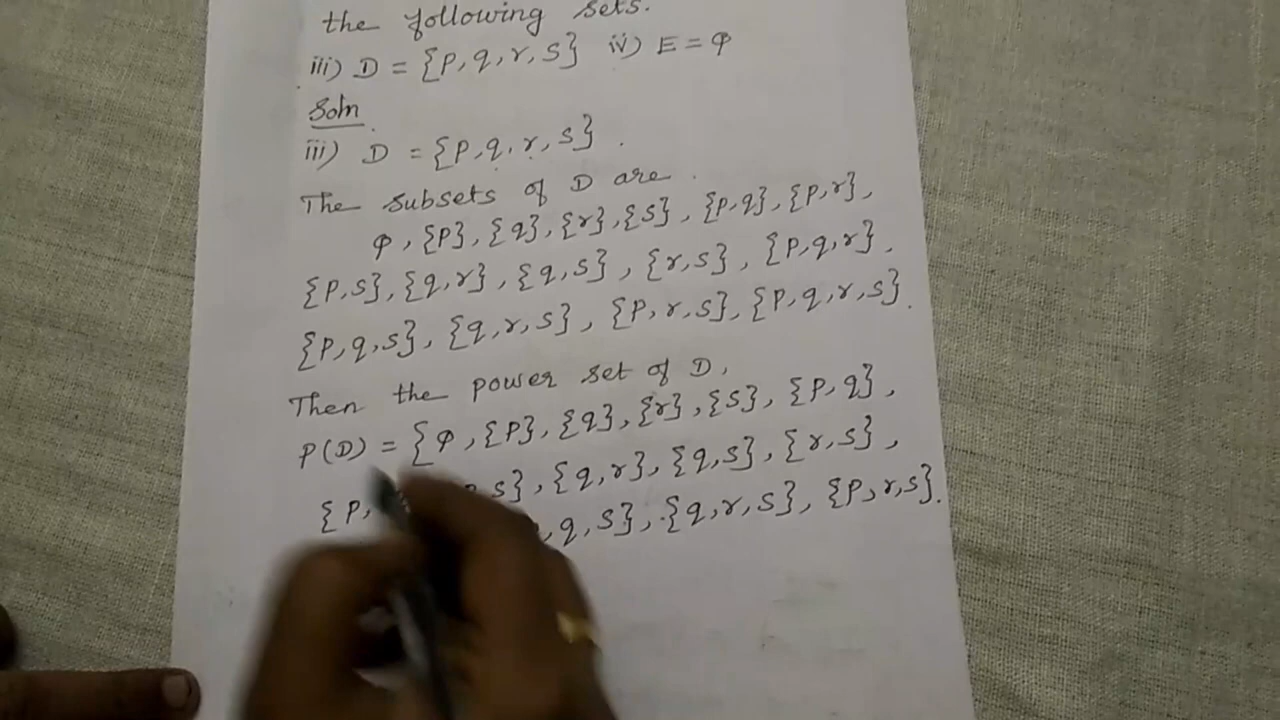 the following sets.
iii) D = {p, q, r, s} iv) E = φ
Soln
iii) D = {p, q, r, s}.
The subsets of D are
φ, {p}, {q}, {r}, {s}, {p, q}, {p, r},
{p, s}, {q, r}, {q, s}, {r, s}, {p, q, r},
{p, q, s}, {q, r, s}, {p, r, s}, {p, q, r, s}.
Then the power set of D,
P(D) = {φ, {p}, {q}, {r}, {s}, {p, q},
{p, s}, {q, r}, {q, s}, {r, s},
, q, s}, {q, r, s}, {p, r, s}.